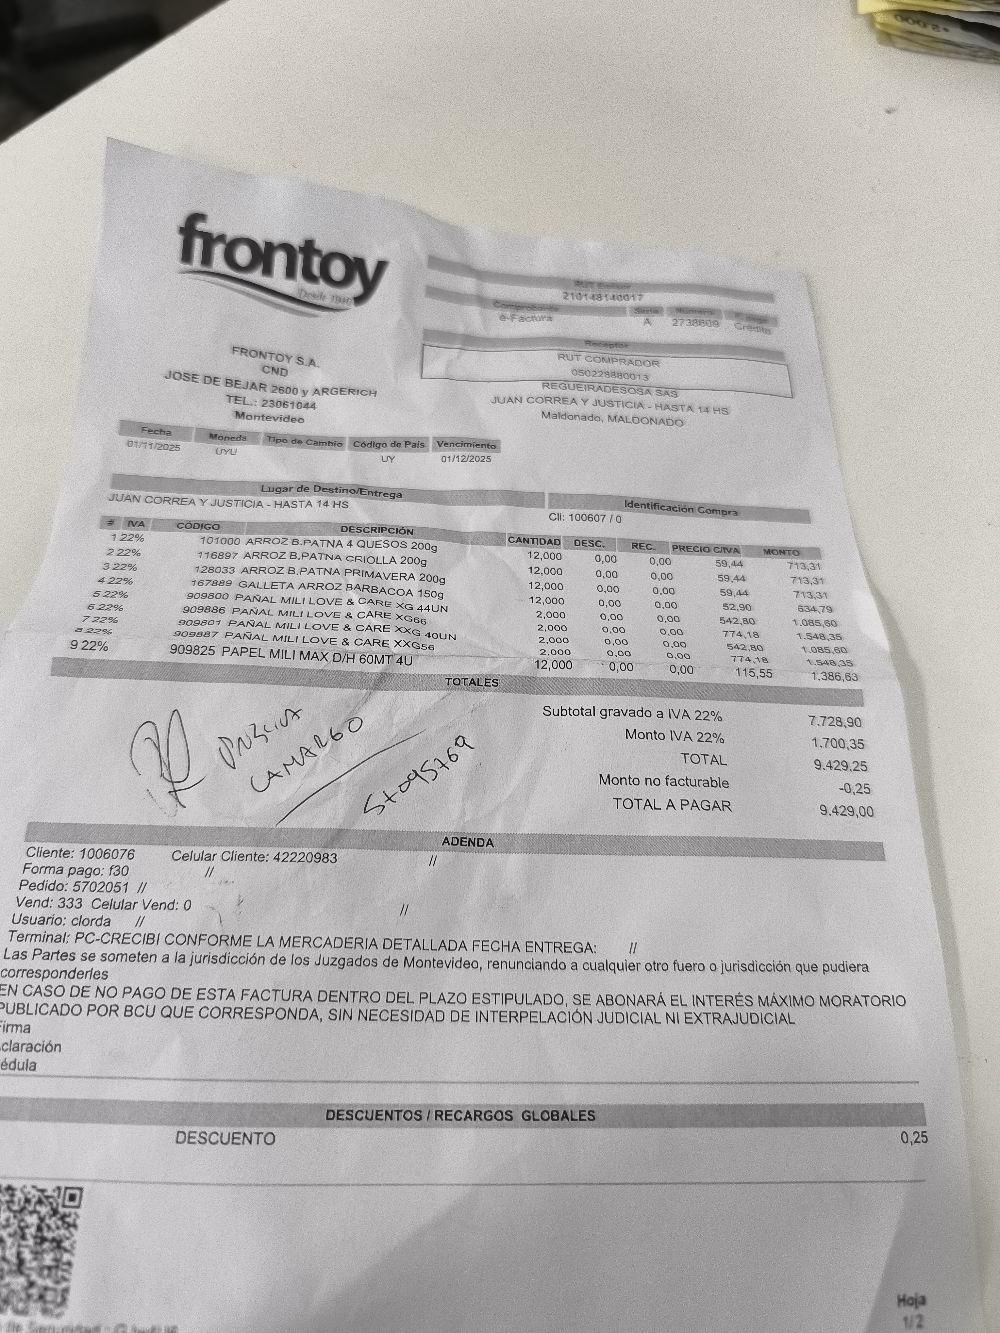 frontoy
Desde 1940
RUT Emisor
210148140017
Comprobante Serie Número
e-Factura A 2738809 Crédito
FRONTOY S.A.
CND
JOSE DE BEJAR 2600 y ARGERICH
TEL.: 23061044
Montevideo
Receptor
RUT COMPRADOR
050229880013
REGUEIRADESOSA SAS
JUAN CORREA Y JUSTICIA - HASTA 14 HS
Maldonado, MALDONADO
Fecha Moneda Tipo de Cambio Código de País Vencimiento
01/11/2025 UYU UY 01/12/2025
Lugar de Destino/Entrega Identificación Compra
JUAN CORREA Y JUSTICIA - HASTA 14 HS Cli: 100607 / 0
# IVA CÓDIGO DESCRIPCIÓN CANTIDAD DESC. REC. PRECIO C/IVA MONTO
1 22% 101000 ARROZ B.PATNA 4 QUESOS 200g 12,000 0,00 0,00 59,44 713,31
2 22% 116897 ARROZ B,PATNA CRIOLLA 200g 12,000 0,00 0,00 59,44 713,31
3 22% 128033 ARROZ B.PATNA PRIMAVERA 200g 12,000 0,00 0,00 59,44 713,31
4 22% 167889 GALLETA ARROZ BARBACOA 150g 12,000 0,00 0,00 52,90 634,79
5 22% 909800 PAÑAL MILI LOVE & CARE XG 44UN 2,000 0,00 0,00 542,80 1.085,60
6 22% 909886 PAÑAL MILI LOVE & CARE XG66 2,000 0,00 0,00 774,18 1.548,35
7 22% 909801 PAÑAL MILI LOVE & CARE XXG 40UN 2,000 0,00 0,00 542,80 1.085,60
8 22% 909887 PAÑAL MILI LOVE & CARE XXG56 2,000 0,00 0,00 774,18 1.548,35
9 22% 909825 PAPEL MILI MAX D/H 60MT 4U 12,000 0,00 0,00 115,55 1.386,63
TOTALES
Subtotal gravado a IVA 22% 7.728,90
Monto IVA 22% 1.700,35
TOTAL 9.429,25
Monto no facturable -0,25
TOTAL A PAGAR 9.429,00
CAMARGO
ADENDA
Cliente: 1006076 Celular Cliente: 42220983 //
Forma pago: f30 //
Pedido: 5702051 //
Vend: 333 Celular Vend: 0 //
Usuario: clorda //
Terminal: PC-CRECIBI CONFORME LA MERCADERIA DETALLADA FECHA ENTREGA: //
Las Partes se someten a la jurisdicción de los Juzgados de Montevideo, renunciando a cualquier otro fuero o jurisdicción que pudiera
corresponderles
EN CASO DE NO PAGO DE ESTA FACTURA DENTRO DEL PLAZO ESTIPULADO, SE ABONARÁ EL INTERÉS MÁXIMO MORATORIO
PUBLICADO POR BCU QUE CORRESPONDA, SIN NECESIDAD DE INTERPELACIÓN JUDICIAL NI EXTRAJUDICIAL
Firma
claración
édula
DESCUENTOS / RECARGOS GLOBALES
DESCUENTO 0,25
Hoja
1/2